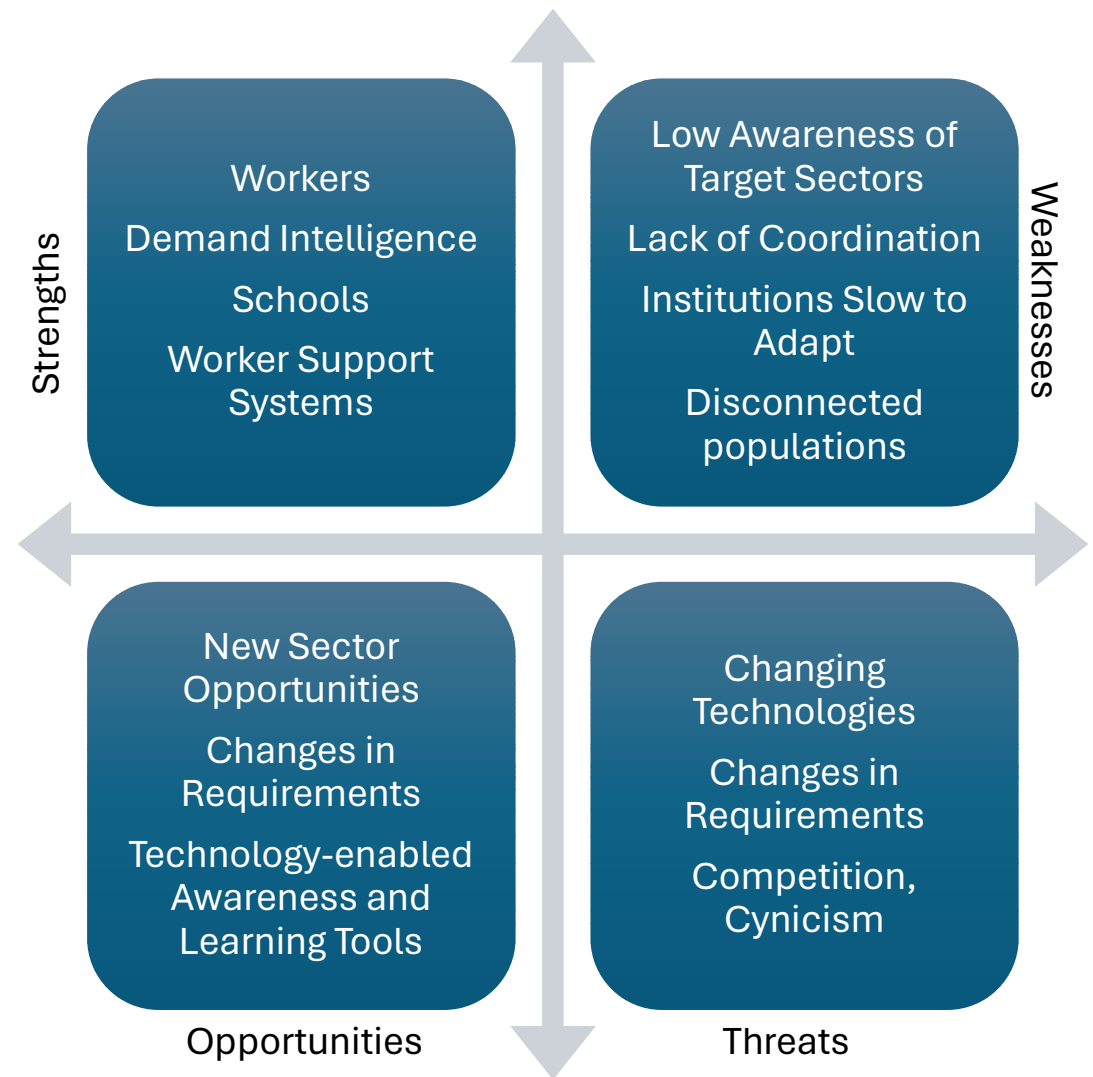 Strengths
Workers
Demand Intelligence
Schools
Worker Support
Systems
Low Awareness of
Target Sectors
Lack of Coordination
Institutions Slow to
Adapt
Disconnected
populations
Weaknesses
New Sector
Opportunities
Changes in
Requirements
Technology-enabled
Awareness and
Learning Tools
Opportunities
Changing
Technologies
Changes in
Requirements
Competition,
Cynicism
Threats